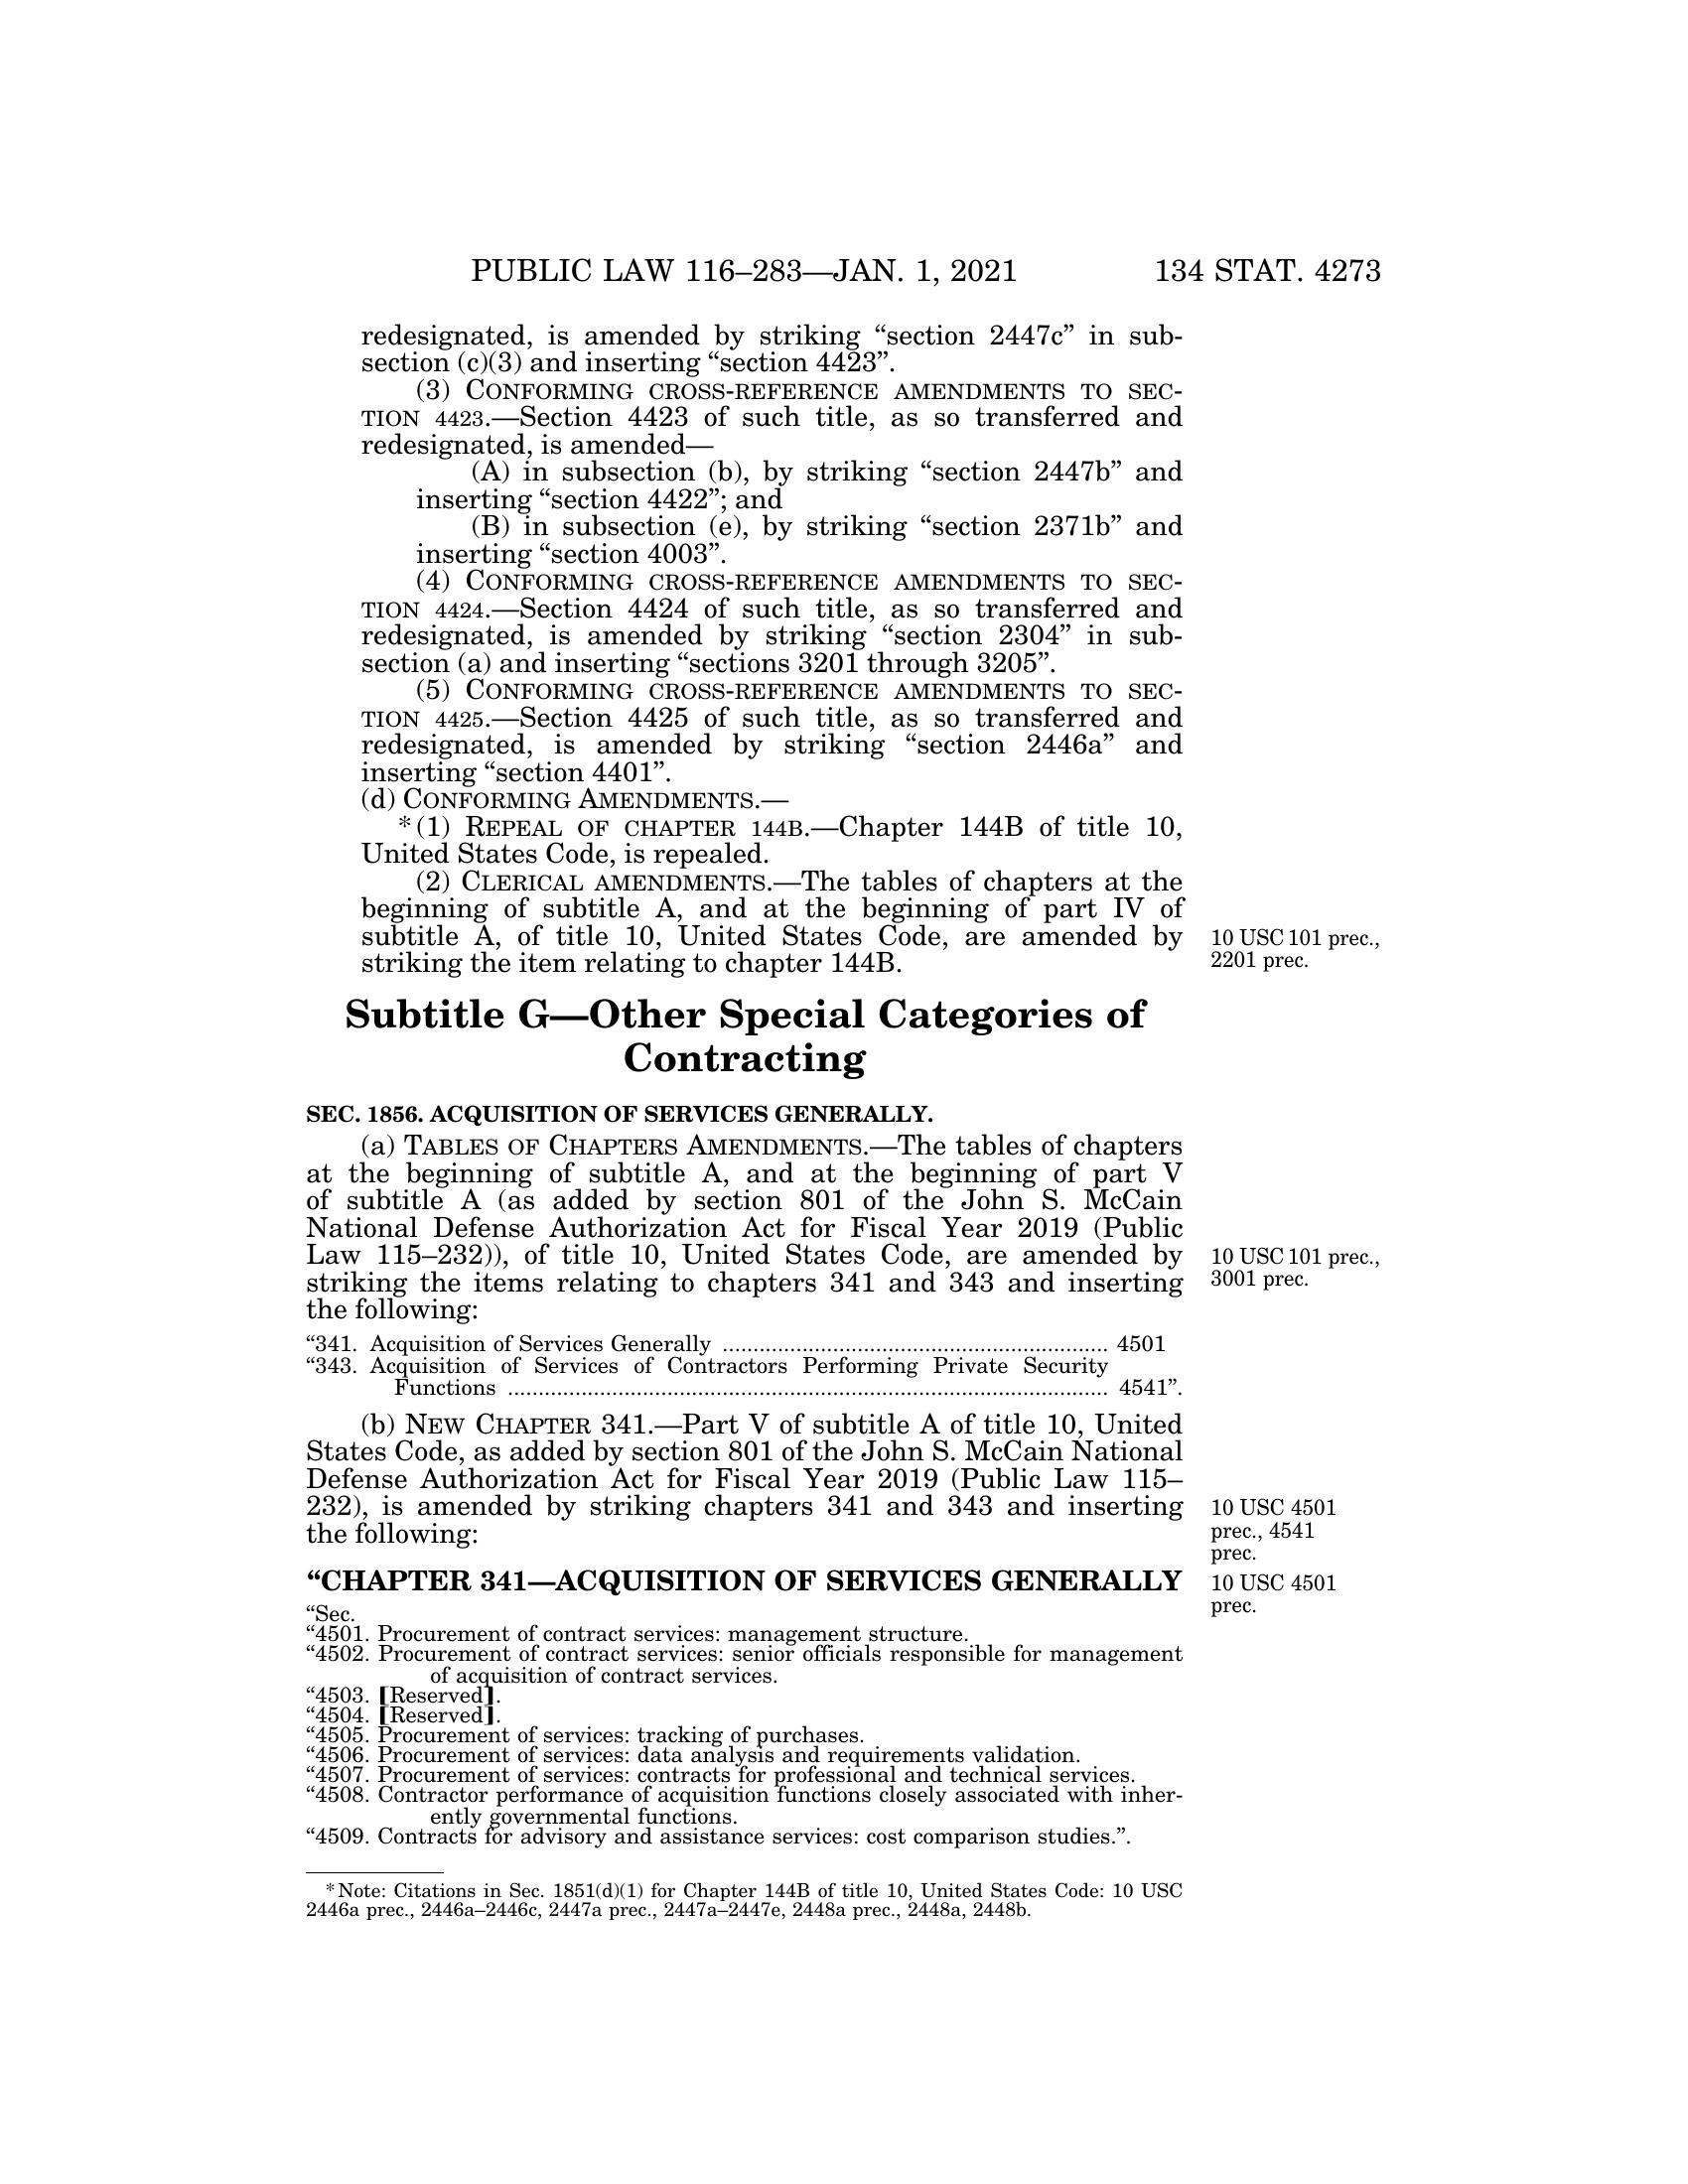 PUBLIC LAW 116–283—JAN. 1, 2021 134 STAT. 4273
redesignated, is amended by striking “section 2447c” in sub-
section (c)(3) and inserting “section 4423”.
(3) CONFORMING CROSS-REFERENCE AMENDMENTS TO SEC-
TION 4423.—Section 4423 of such title, as so transferred and
redesignated, is amended—
(A) in subsection (b), by striking “section 2447b” and
inserting “section 4422”; and
(B) in subsection (e), by striking “section 2371b” and
inserting “section 4003”.
(4) CONFORMING CROSS-REFERENCE AMENDMENTS TO SEC-
TION 4424.—Section 4424 of such title, as so transferred and
redesignated, is amended by striking “section 2304” in sub-
section (a) and inserting “sections 3201 through 3205”.
(5) CONFORMING CROSS-REFERENCE AMENDMENTS TO SEC-
TION 4425.—Section 4425 of such title, as so transferred and
redesignated, is amended by striking “section 2446a” and
inserting “section 4401”.
(d) CONFORMING AMENDMENTS.—
*(1) REPEAL OF CHAPTER 144B.—Chapter 144B of title 10,
United States Code, is repealed.
(2) CLERICAL AMENDMENTS.—The tables of chapters at the
beginning of subtitle A, and at the beginning of part IV of
subtitle A, of title 10, United States Code, are amended by
striking the item relating to chapter 144B.
10 USC 101 prec.,
2201 prec.
Subtitle G—Other Special Categories of
Contracting
SEC. 1856. ACQUISITION OF SERVICES GENERALLY.
(a) TABLES OF CHAPTERS AMENDMENTS.—The tables of chapters
at the beginning of subtitle A, and at the beginning of part V
of subtitle A (as added by section 801 of the John S. McCain
National Defense Authorization Act for Fiscal Year 2019 (Public
Law 115–232)), of title 10, United States Code, are amended by
striking the items relating to chapters 341 and 343 and inserting
the following:
10 USC 101 prec.,
3001 prec.
“341. Acquisition of Services Generally ............................................................... 4501
“343. Acquisition of Services of Contractors Performing Private Security
Functions .................................................................................................. 4541”.
(b) NEW CHAPTER 341.—Part V of subtitle A of title 10, United
States Code, as added by section 801 of the John S. McCain National
Defense Authorization Act for Fiscal Year 2019 (Public Law 115–
232), is amended by striking chapters 341 and 343 and inserting
the following:
10 USC 4501
prec., 4541
prec.
“CHAPTER 341—ACQUISITION OF SERVICES GENERALLY
10 USC 4501
prec.
“Sec.
“4501. Procurement of contract services: management structure.
“4502. Procurement of contract services: senior officials responsible for management
of acquisition of contract services.
“4503. [Reserved].
“4504. [Reserved].
“4505. Procurement of services: tracking of purchases.
“4506. Procurement of services: data analysis and requirements validation.
“4507. Procurement of services: contracts for professional and technical services.
“4508. Contractor performance of acquisition functions closely associated with inher-
ently governmental functions.
“4509. Contracts for advisory and assistance services: cost comparison studies.”.
*Note: Citations in Sec. 1851(d)(1) for Chapter 144B of title 10, United States Code: 10 USC
2446a prec., 2446a–2446c, 2447a prec., 2447a–2447e, 2448a prec., 2448a, 2448b.